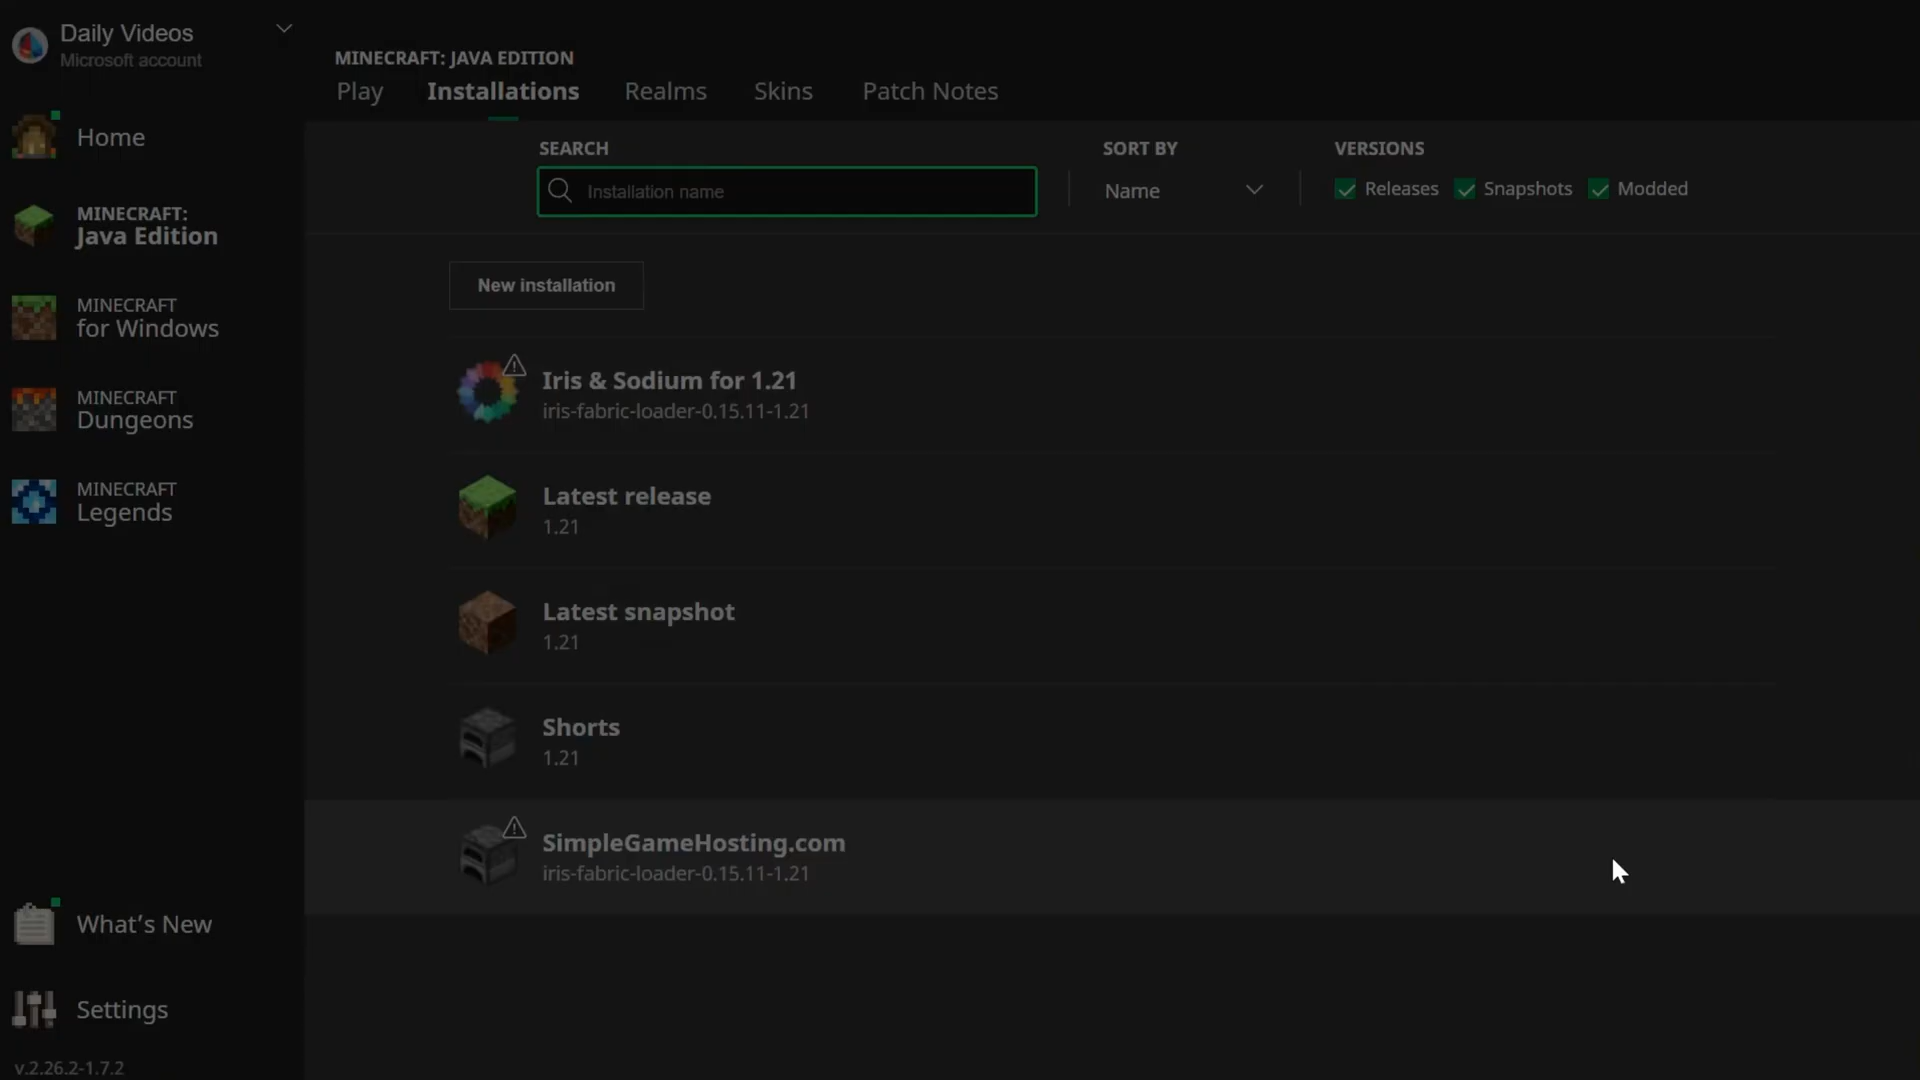 Daily Videos
Microsoft account
Home
MINECRAFT:
Java Edition
MINECRAFT
for Windows
MINECRAFT
Dungeons
MINECRAFT
Legends
What's New
Settings
v.2.26.2-1.7.2
MINECRAFT: JAVA EDITION
Play Installations Realms Skins Patch Notes
SEARCH SORT BY VERSIONS
Installation name Name Releases Snapshots Modded
New installation
Iris & Sodium for 1.21
iris-fabric-loader-0.15.11-1.21
Latest release
1.21
Latest snapshot
1.21
Shorts
1.21
SimpleGameHosting.com
iris-fabric-loader-0.15.11-1.21